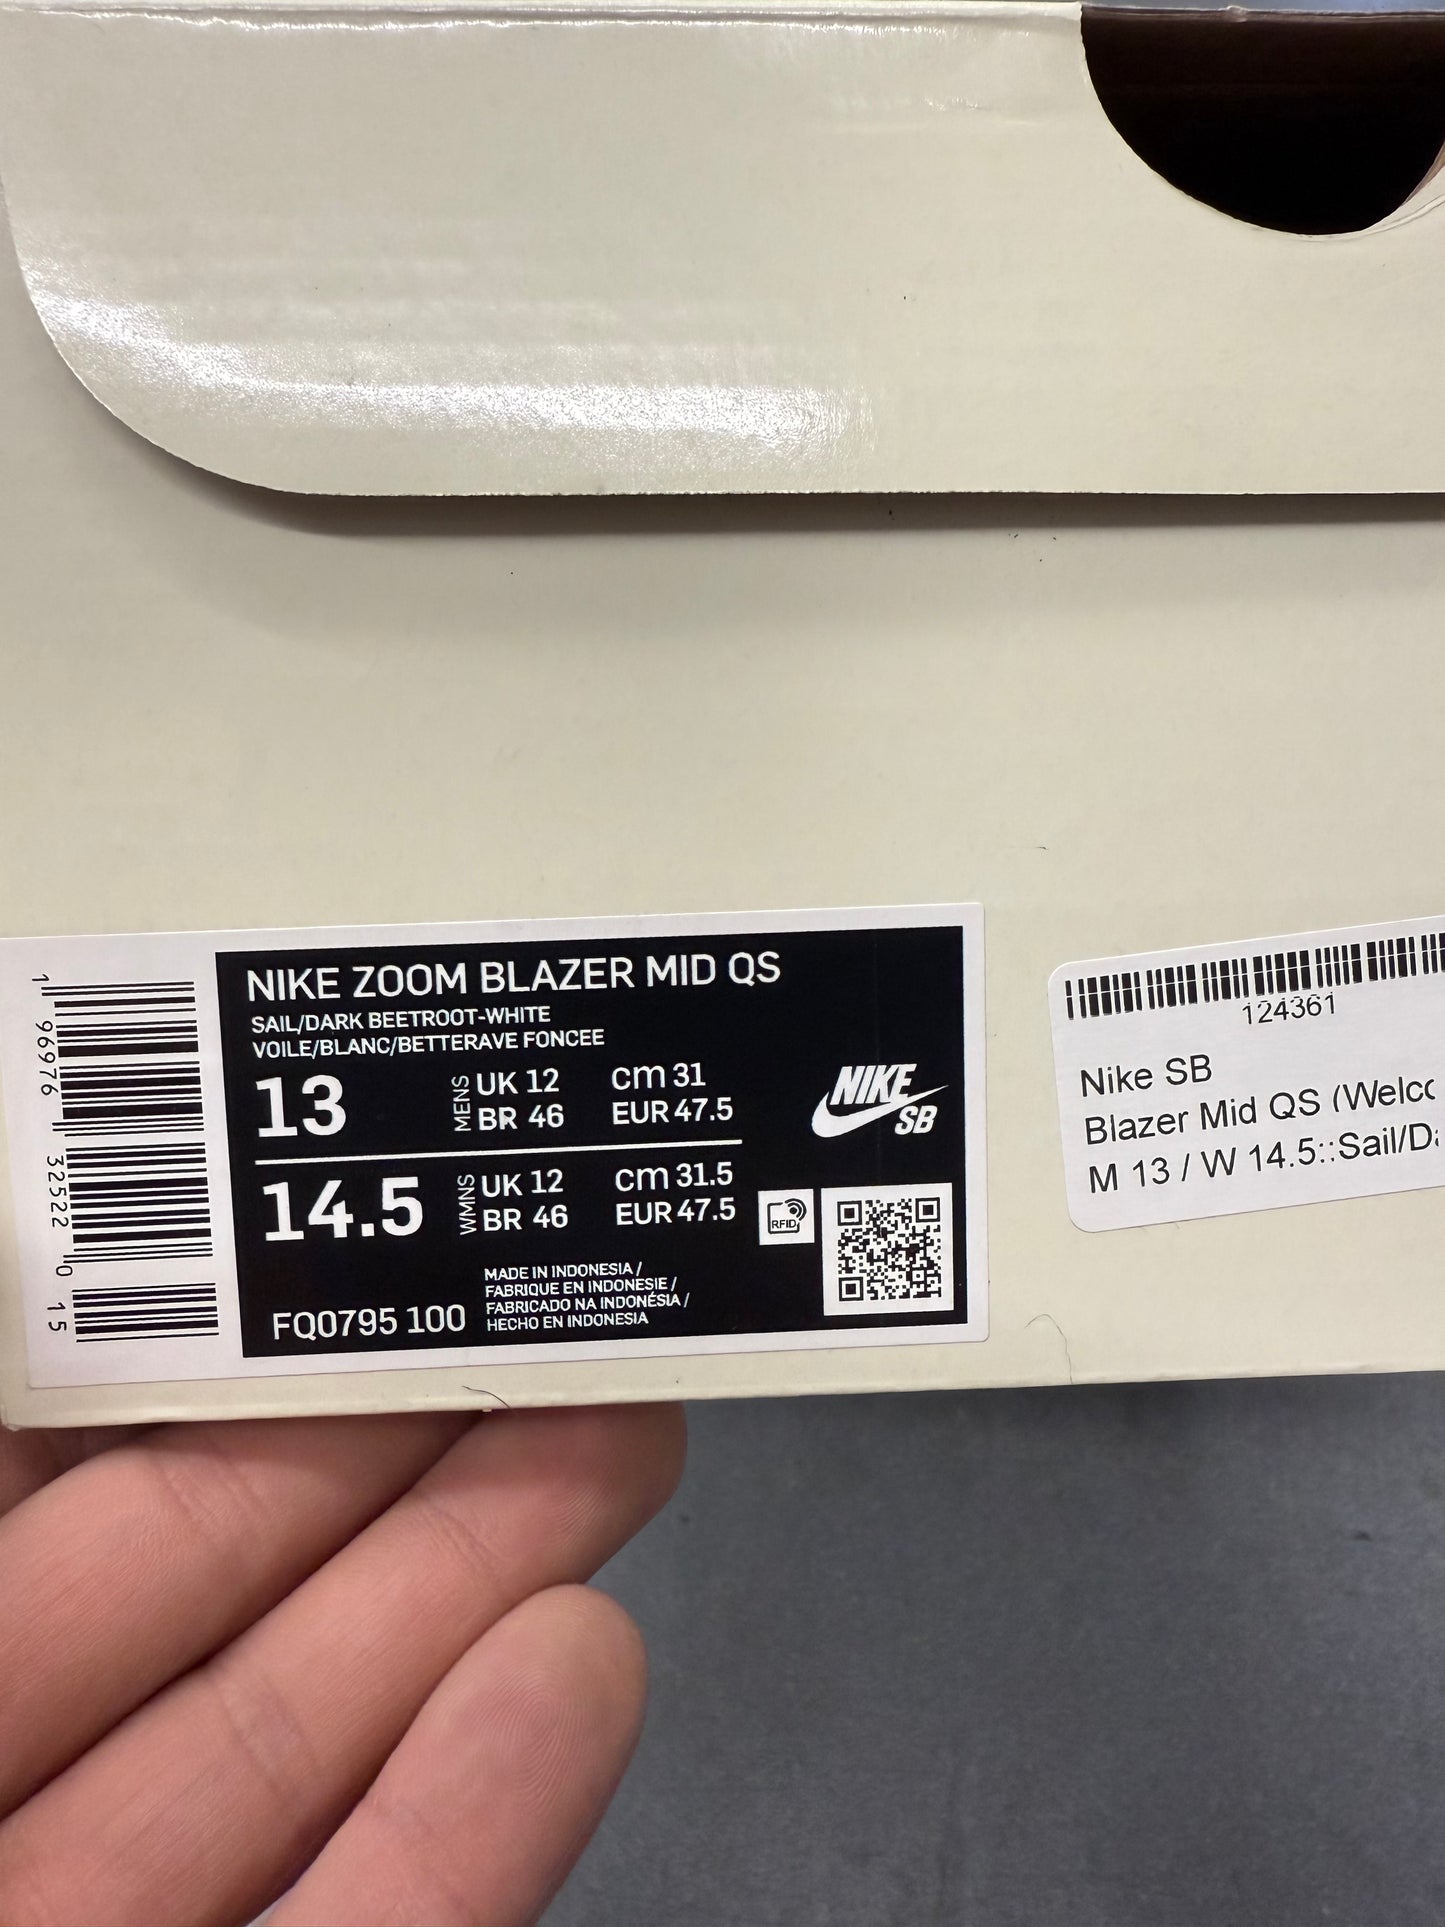 NIKE ZOOM BLAZER MID QS
SAIL/DARK BEETROOT-WHITE
VOILE/BLANC/BETTERAVE FONCEE
13 MENS UK 12 cm 31
BR 46 EUR 47.5
14.5 WMNS UK 12 cm 31.5
BR 46 EUR 47.5
NIKE
SB
RFID
MADE IN INDONESIA /
FABRIQUE EN INDONESIE /
FABRICADO NA INDONÉSIA /
HECHO EN INDONESIA
FQ0795 100
1 96976 32522 0 15
124361
Nike SB
Blazer Mid QS (Welco
M 13 / W 14.5::Sail/Da